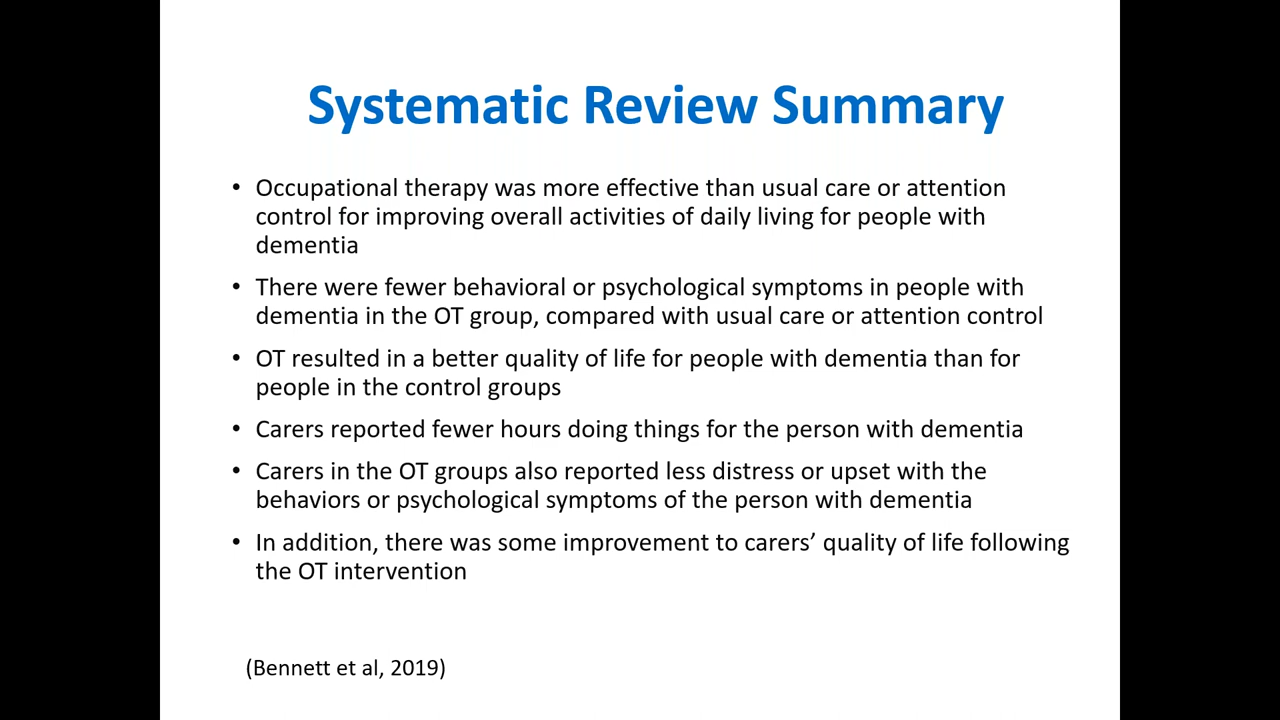 Systematic Review Summary
• Occupational therapy was more effective than usual care or attention
control for improving overall activities of daily living for people with
dementia
• There were fewer behavioral or psychological symptoms in people with
dementia in the OT group, compared with usual care or attention control
• OT resulted in a better quality of life for people with dementia than for
people in the control groups
• Carers reported fewer hours doing things for the person with dementia
• Carers in the OT groups also reported less distress or upset with the
behaviors or psychological symptoms of the person with dementia
• In addition, there was some improvement to carers’ quality of life following
the OT intervention
(Bennett et al, 2019)